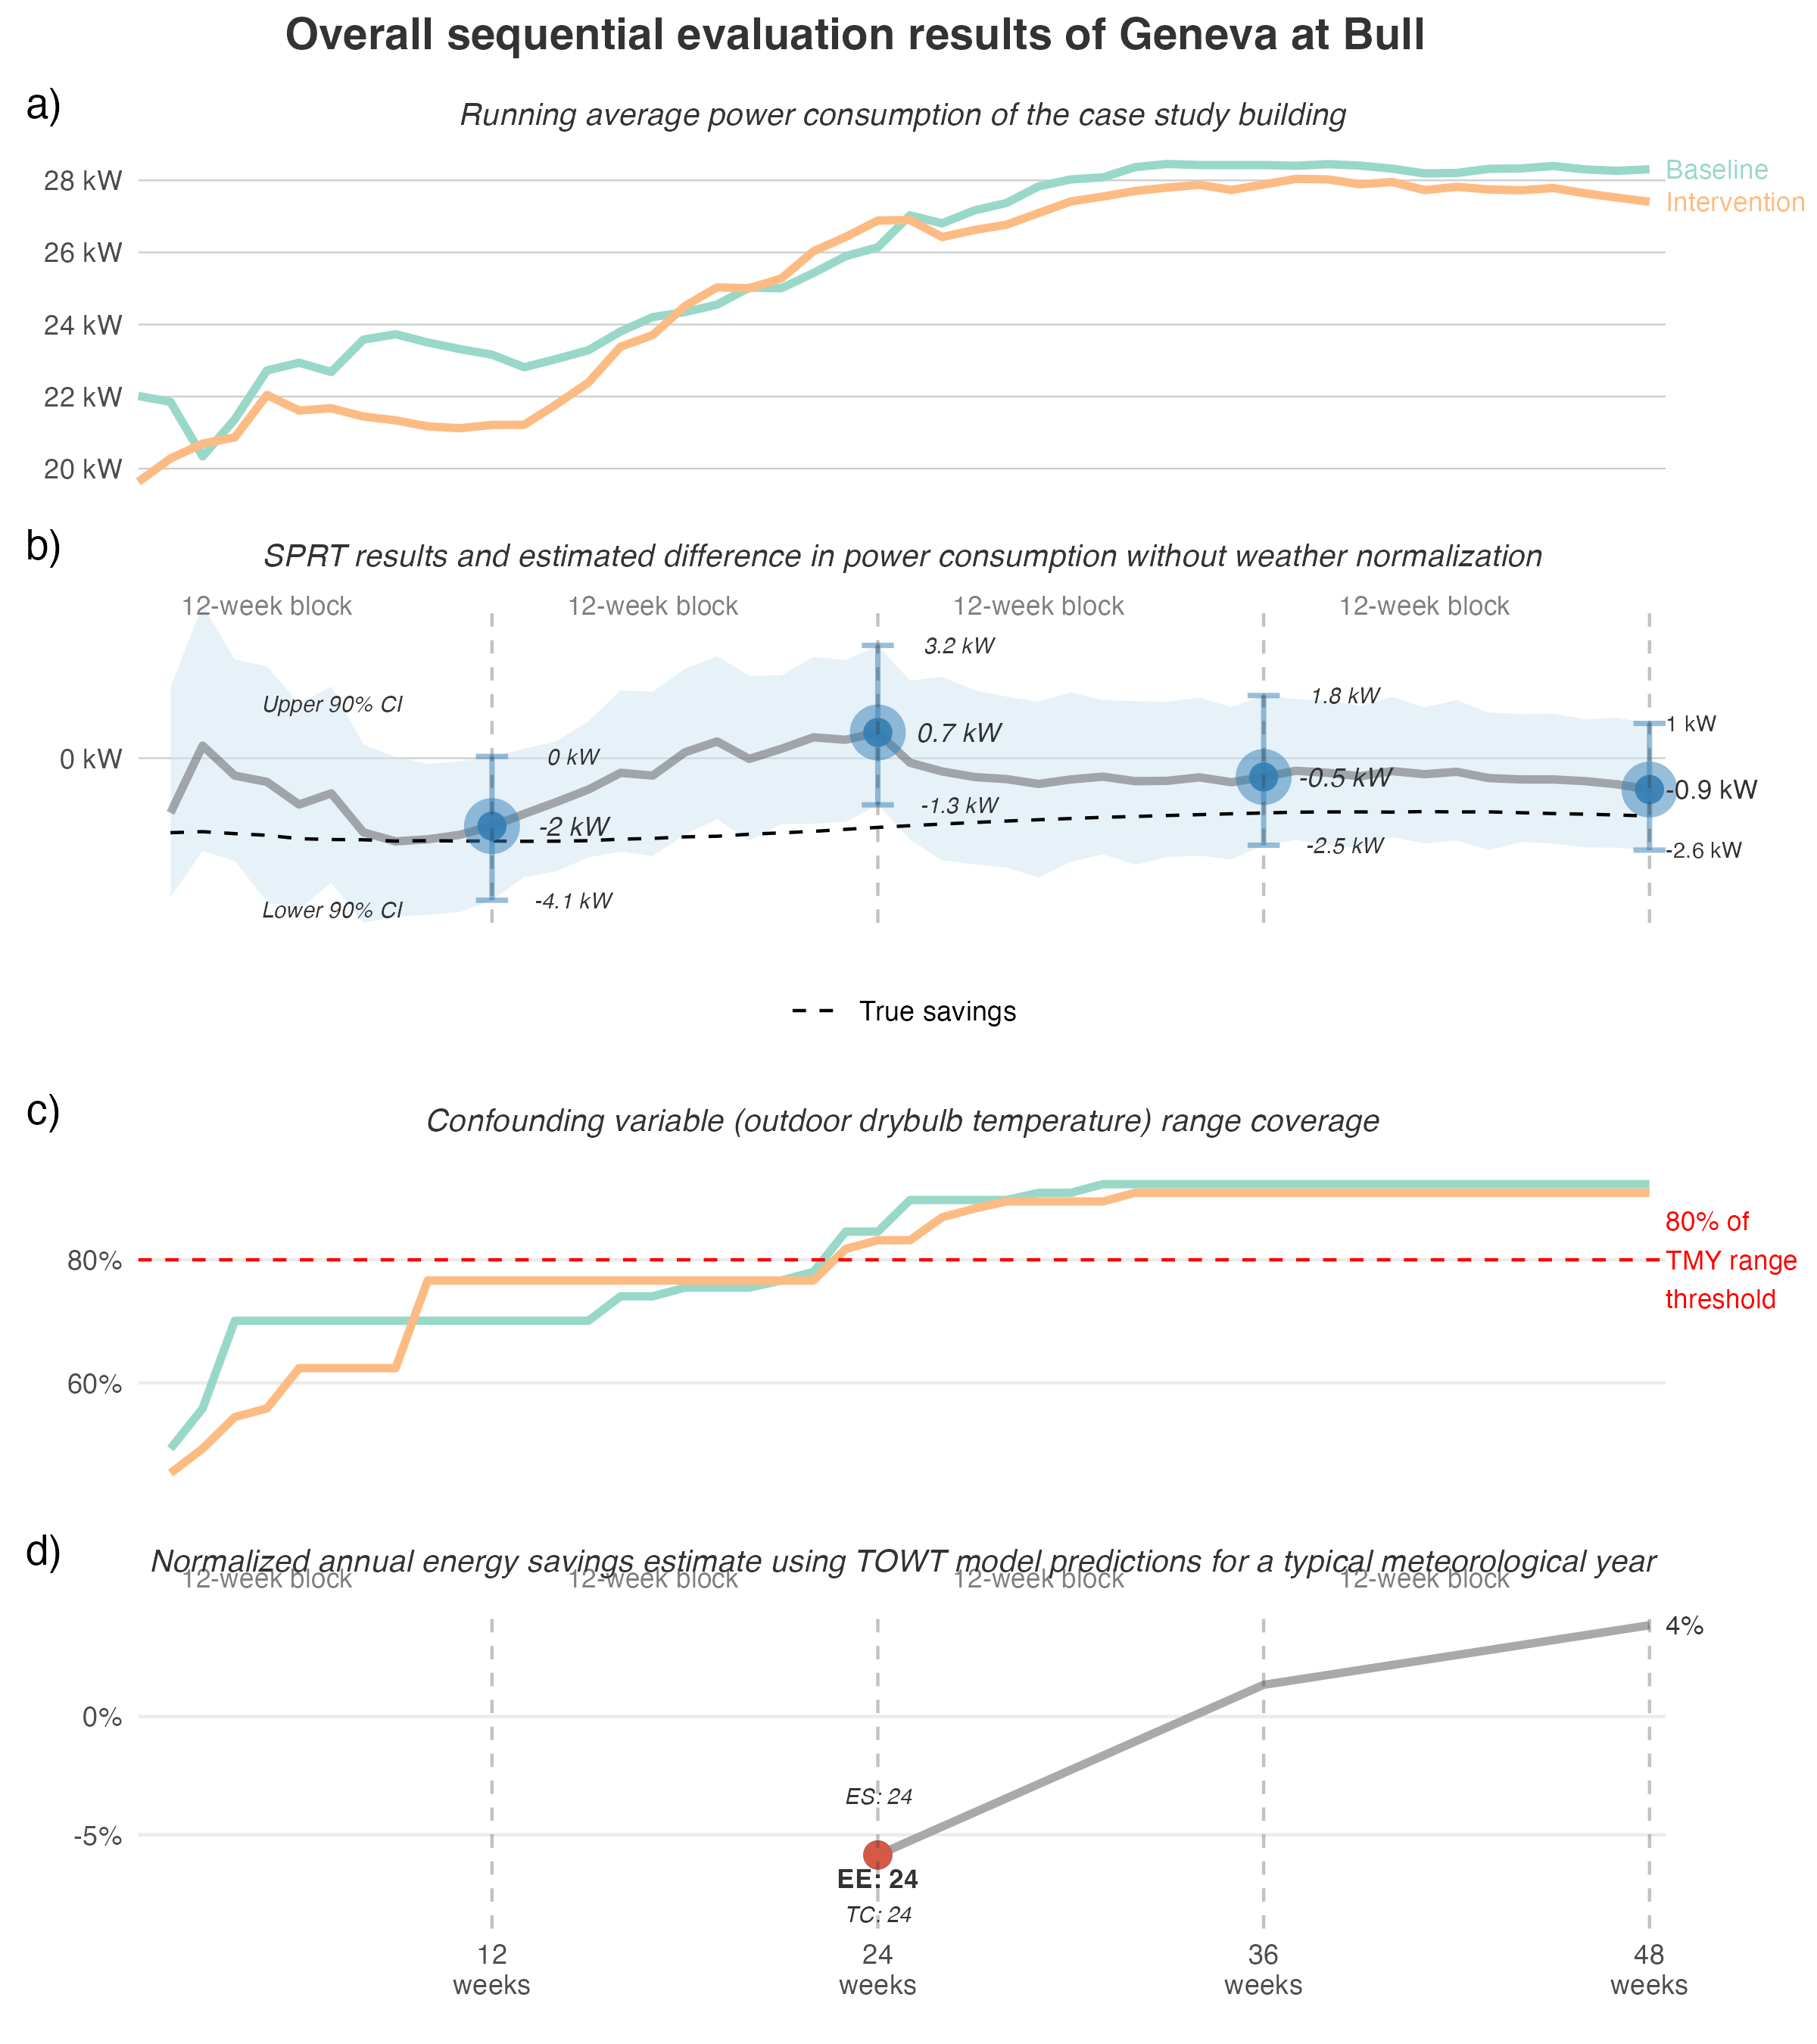 Overall sequential evaluation results of Geneva at Bull
a)
Running average power consumption of the case study building
28 kW
26 kW
24 kW
22 kW
20 kW
Baseline
Intervention
b)
SPRT results and estimated difference in power consumption without weather normalization
12-week block 12-week block 12-week block 12-week block
Upper 90% CI
Lower 90% CI
0 kW
0 kW
-2 kW
-4.1 kW
3.2 kW
0.7 kW
-1.3 kW
1.8 kW
-0.5 kW
-2.5 kW
1 kW
-0.9 kW
-2.6 kW
True savings
c)
Confounding variable (outdoor drybulb temperature) range coverage
80%
60%
80% of
TMY range
threshold
d)
Normalized annual energy savings estimate using TOWT model predictions for a typical meteorological year
12-week block 12-week block 12-week block 12-week block
4%
0%
-5%
ES: 24
EE: 24
TC: 24
12
weeks
24
weeks
36
weeks
48
weeks